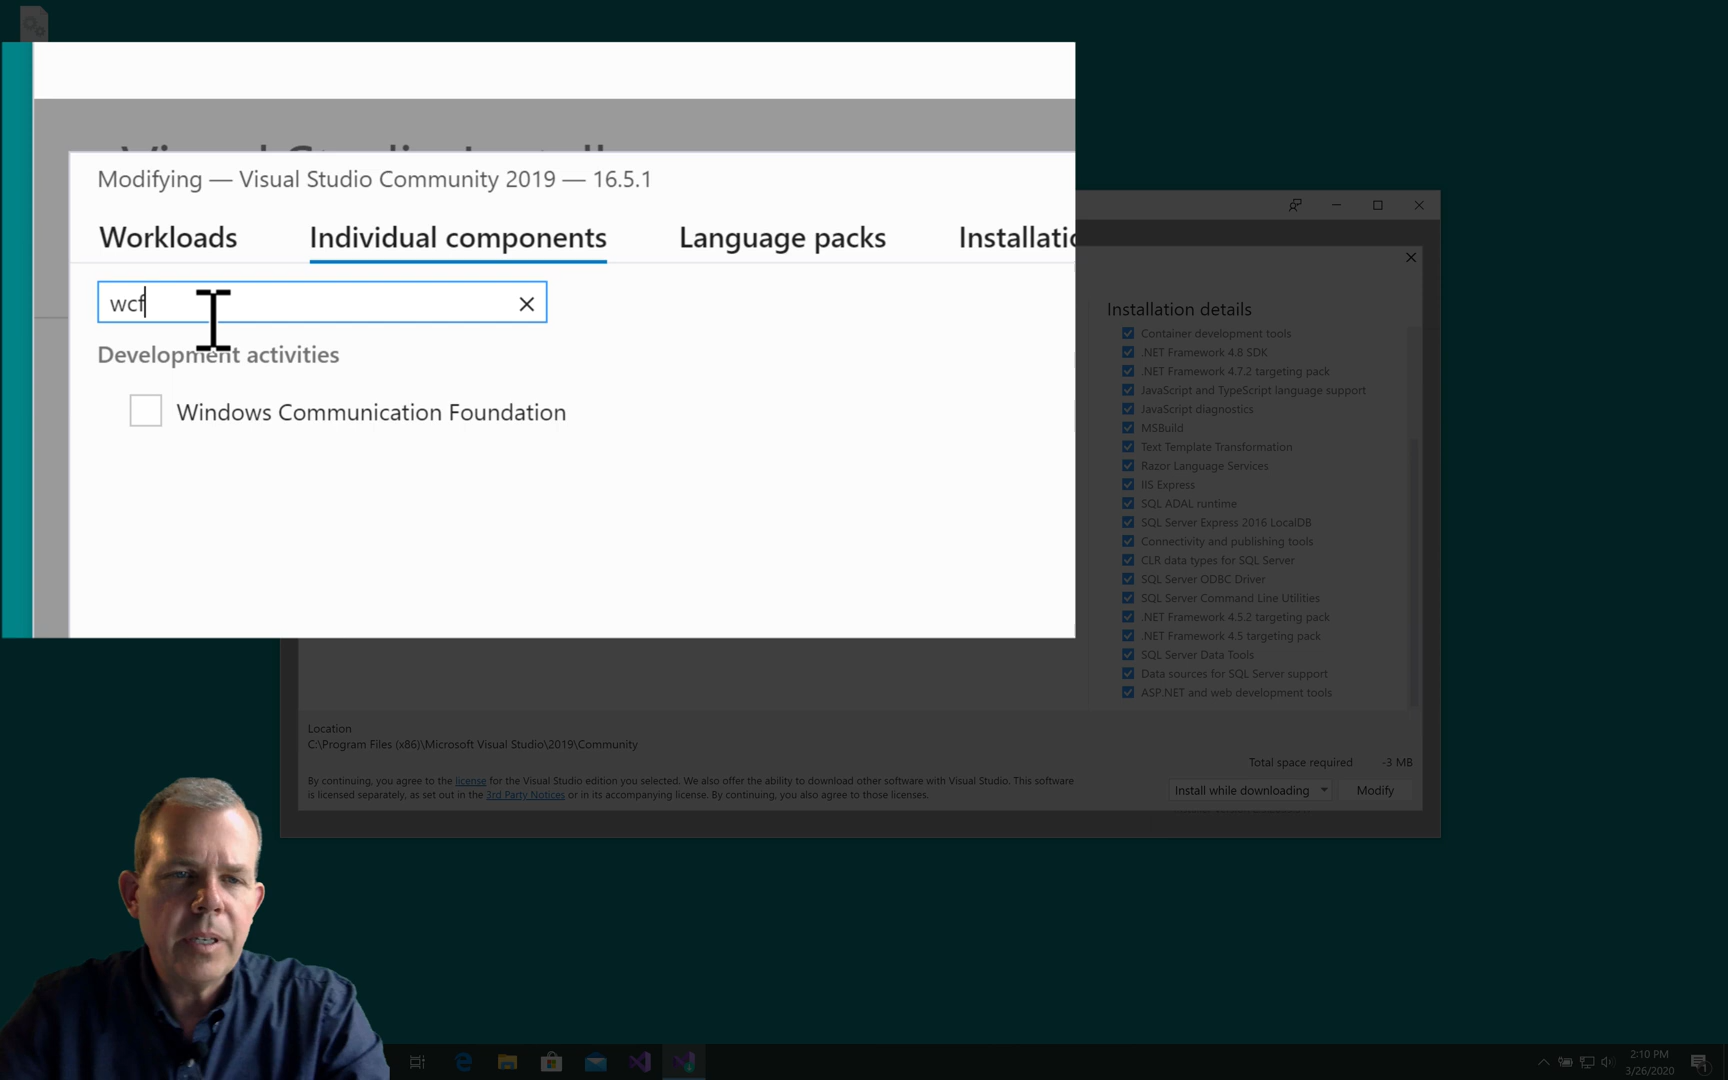 Modifying — Visual Studio Community 2019 — 16.5.1
Workloads
Individual components
Language packs
Installatio
wcf
Development activities
Windows Communication Foundation
Installation details
Container development tools
.NET Framework 4.8 SDK
.NET Framework 4.7.2 targeting pack
JavaScript and TypeScript language support
JavaScript diagnostics
MSBuild
Text Template Transformation
Razor Language Services
IIS Express
SQL ADAL runtime
SQL Server Express 2016 LocalDB
Connectivity and publishing tools
CLR data types for SQL Server
SQL Server ODBC Driver
SQL Server Command Line Utilities
.NET Framework 4.5.2 targeting pack
.NET Framework 4.5 targeting pack
SQL Server Data Tools
Data sources for SQL Server support
ASP.NET and web development tools
Location
C:\Program Files (x86)\Microsoft Visual Studio\2019\Community
Total space required -3 MB
By continuing, you agree to the license for the Visual Studio edition you selected. We also offer the ability to download other software with Visual Studio. This software
is licensed separately, as set out in the 3rd Party Notices or in its accompanying license. By continuing, you also agree to those licenses.
Install while downloading
Modify
2:10 PM
3/26/2020